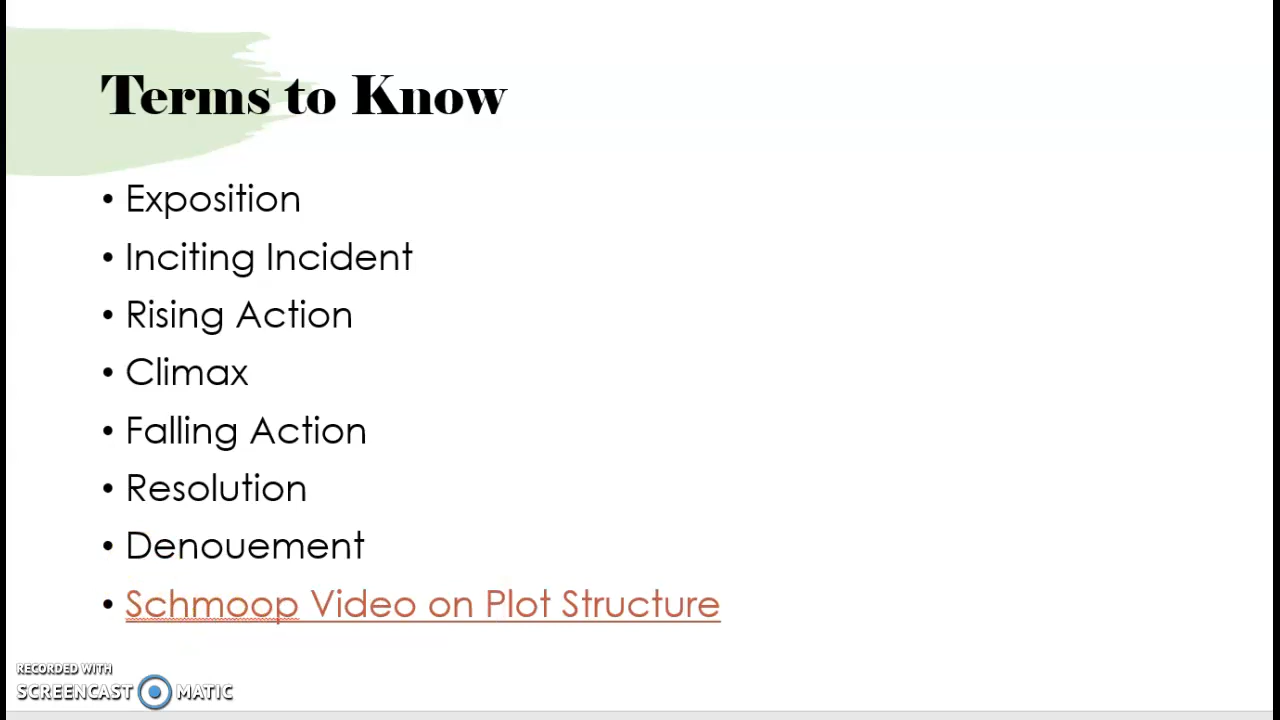 Terms to Know
• Exposition
• Inciting Incident
• Rising Action
• Climax
• Falling Action
• Resolution
• Denouement
• Schmoop Video on Plot Structure
RECORDED WITH
SCREENCAST MATIC